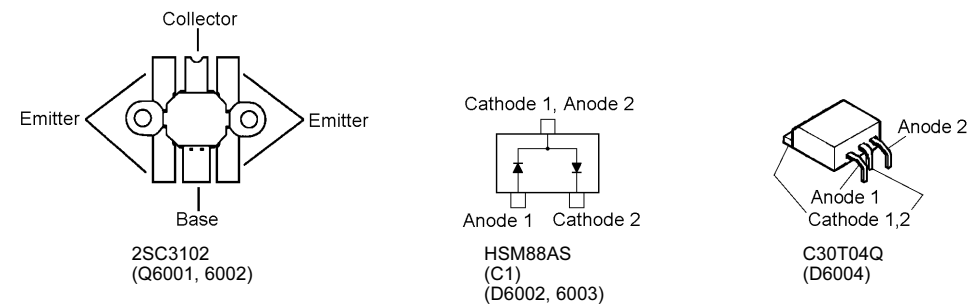 Collector
Emitter
Emitter
Base
2SC3102
(Q6001, 6002)
Cathode 1, Anode 2
Anode 1
Cathode 2
HSM88AS
(C1)
(D6002, 6003)
Anode 2
Anode 1
Cathode 1,2
C30T04Q
(D6004)